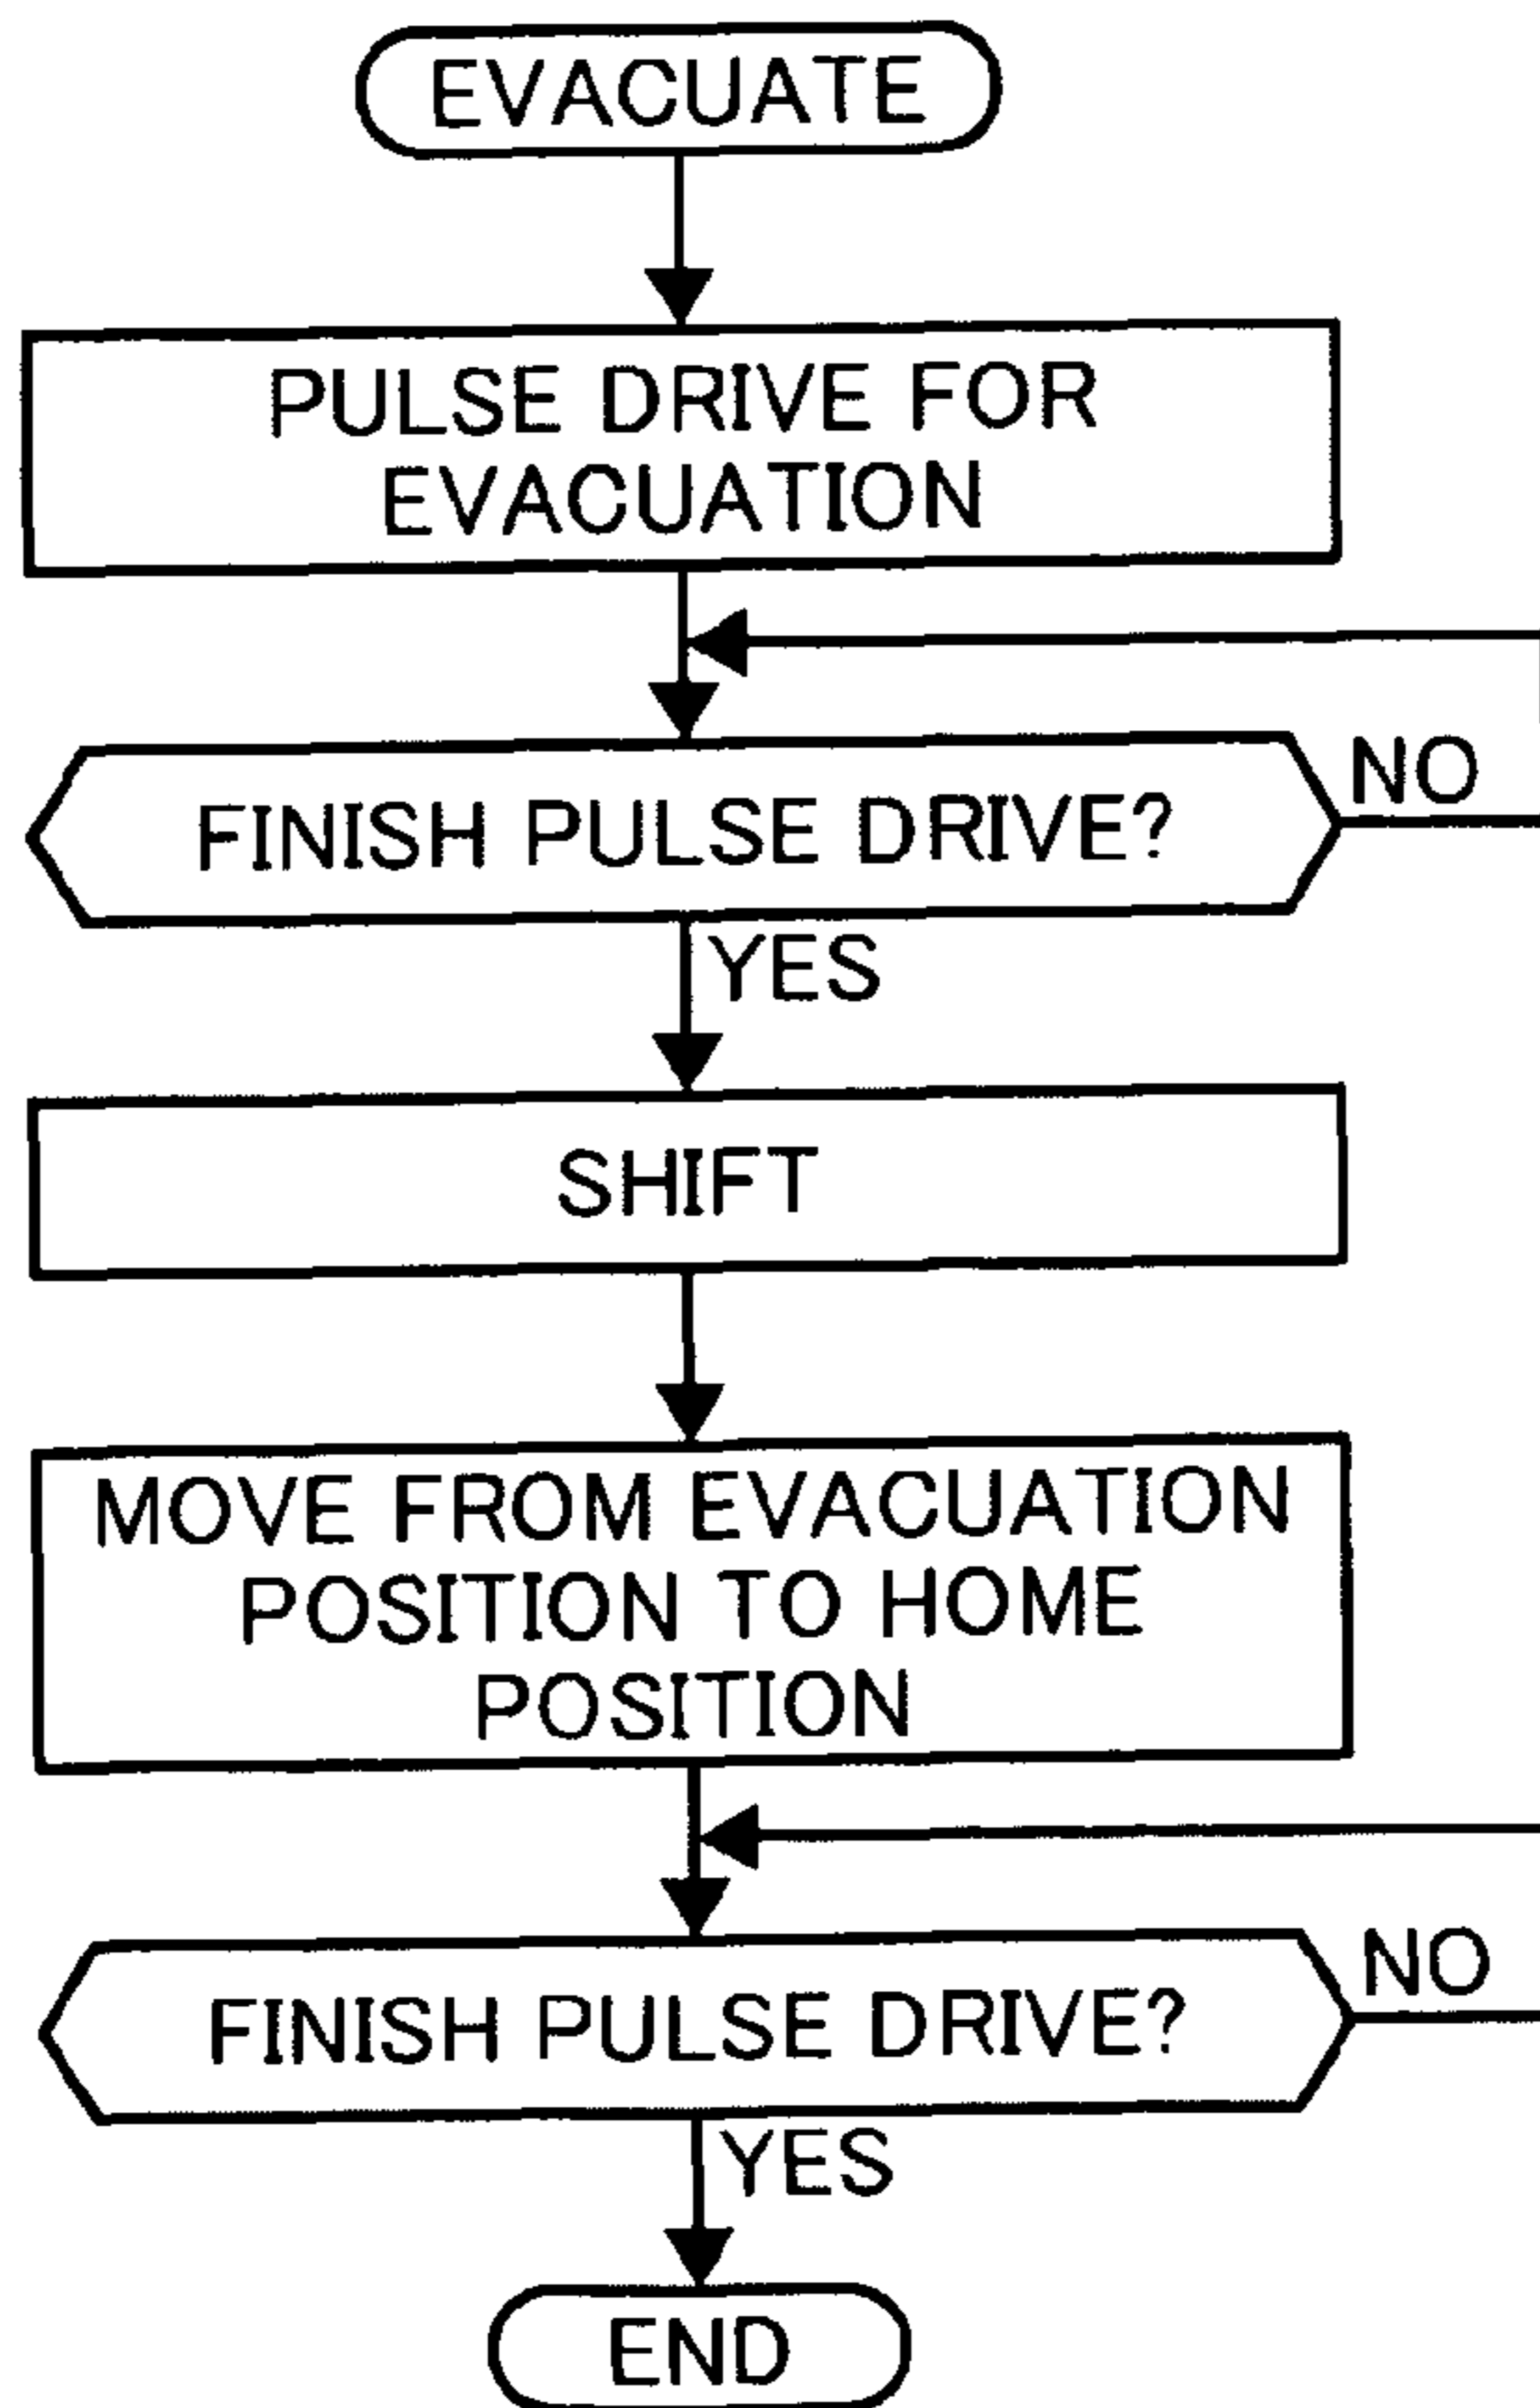 EVACUATE
PULSE DRIVE FOR
EVACUATION
FINISH PULSE DRIVE?
NO
YES
SHIFT
MOVE FROM EVACUATION
POSITION TO HOME
POSITION
FINISH PULSE DRIVE?
NO
YES
END